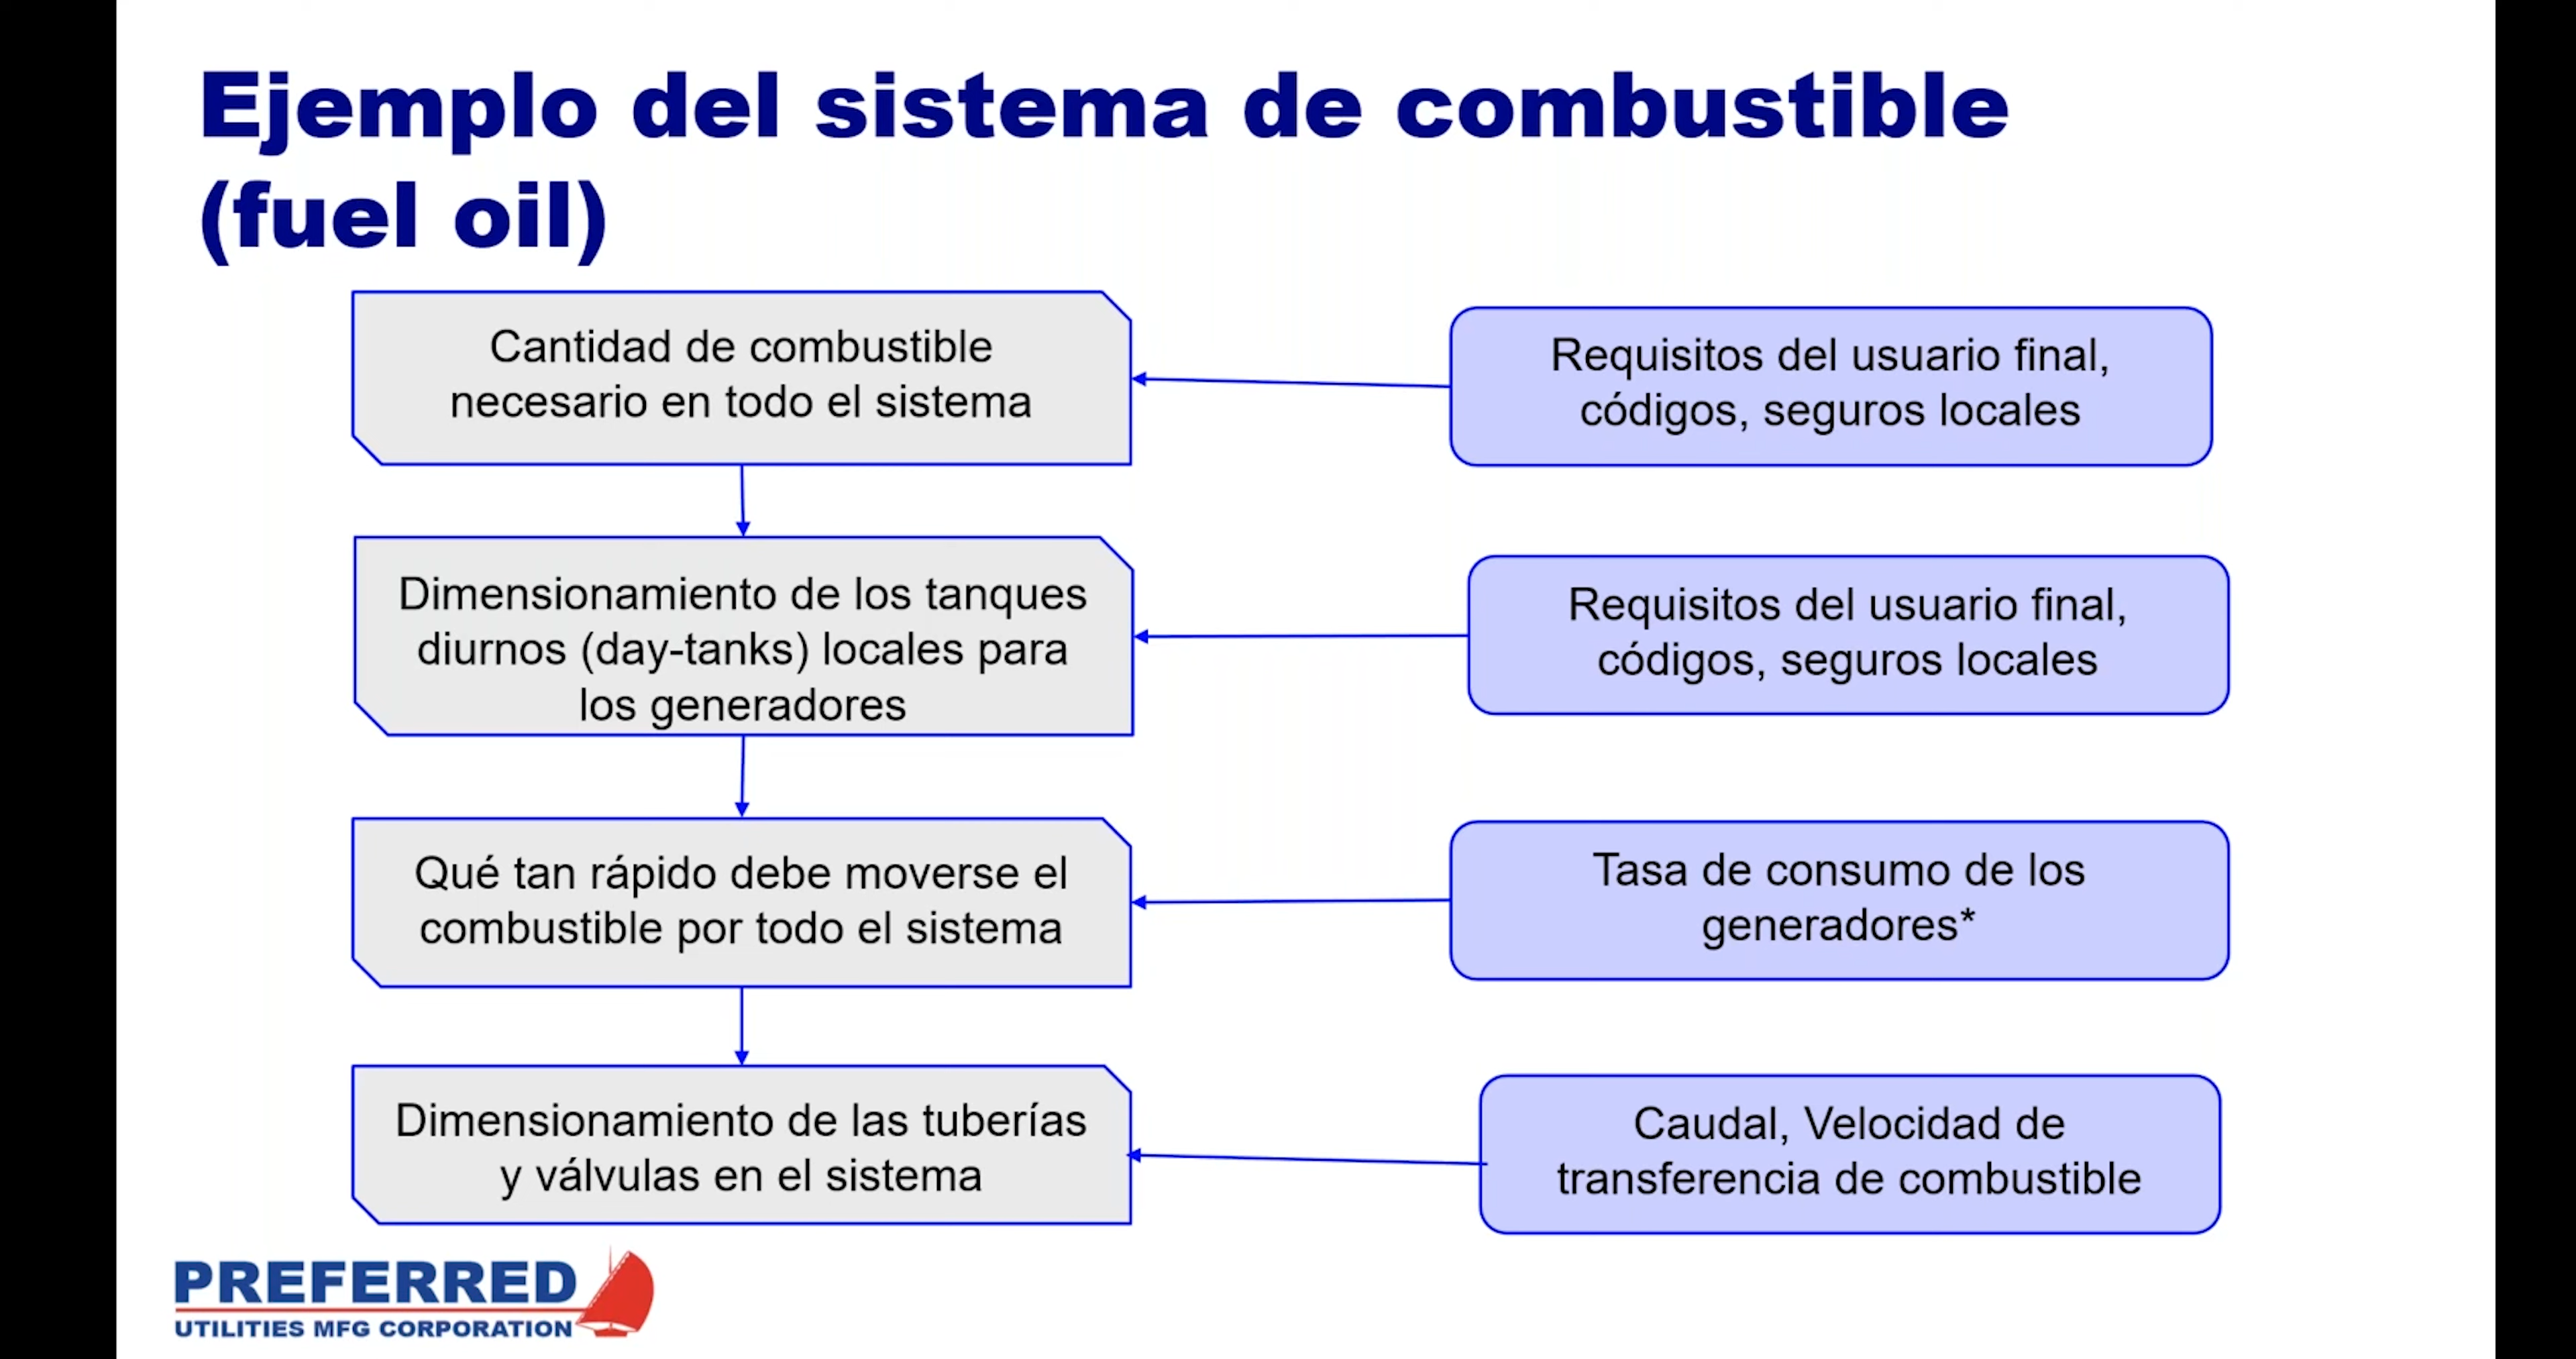 Ejemplo del sistema de combustible
(fuel oil)
Cantidad de combustible
necesario en todo el sistema
Requisitos del usuario final,
códigos, seguros locales
Dimensionamiento de los tanques
diurnos (day-tanks) locales para
los generadores
Requisitos del usuario final,
códigos, seguros locales
Qué tan rápido debe moverse el
combustible por todo el sistema
Tasa de consumo de los
generadores*
Dimensionamiento de las tuberías
y válvulas en el sistema
Caudal, Velocidad de
transferencia de combustible
PREFERRED
UTILITIES MFG CORPORATION